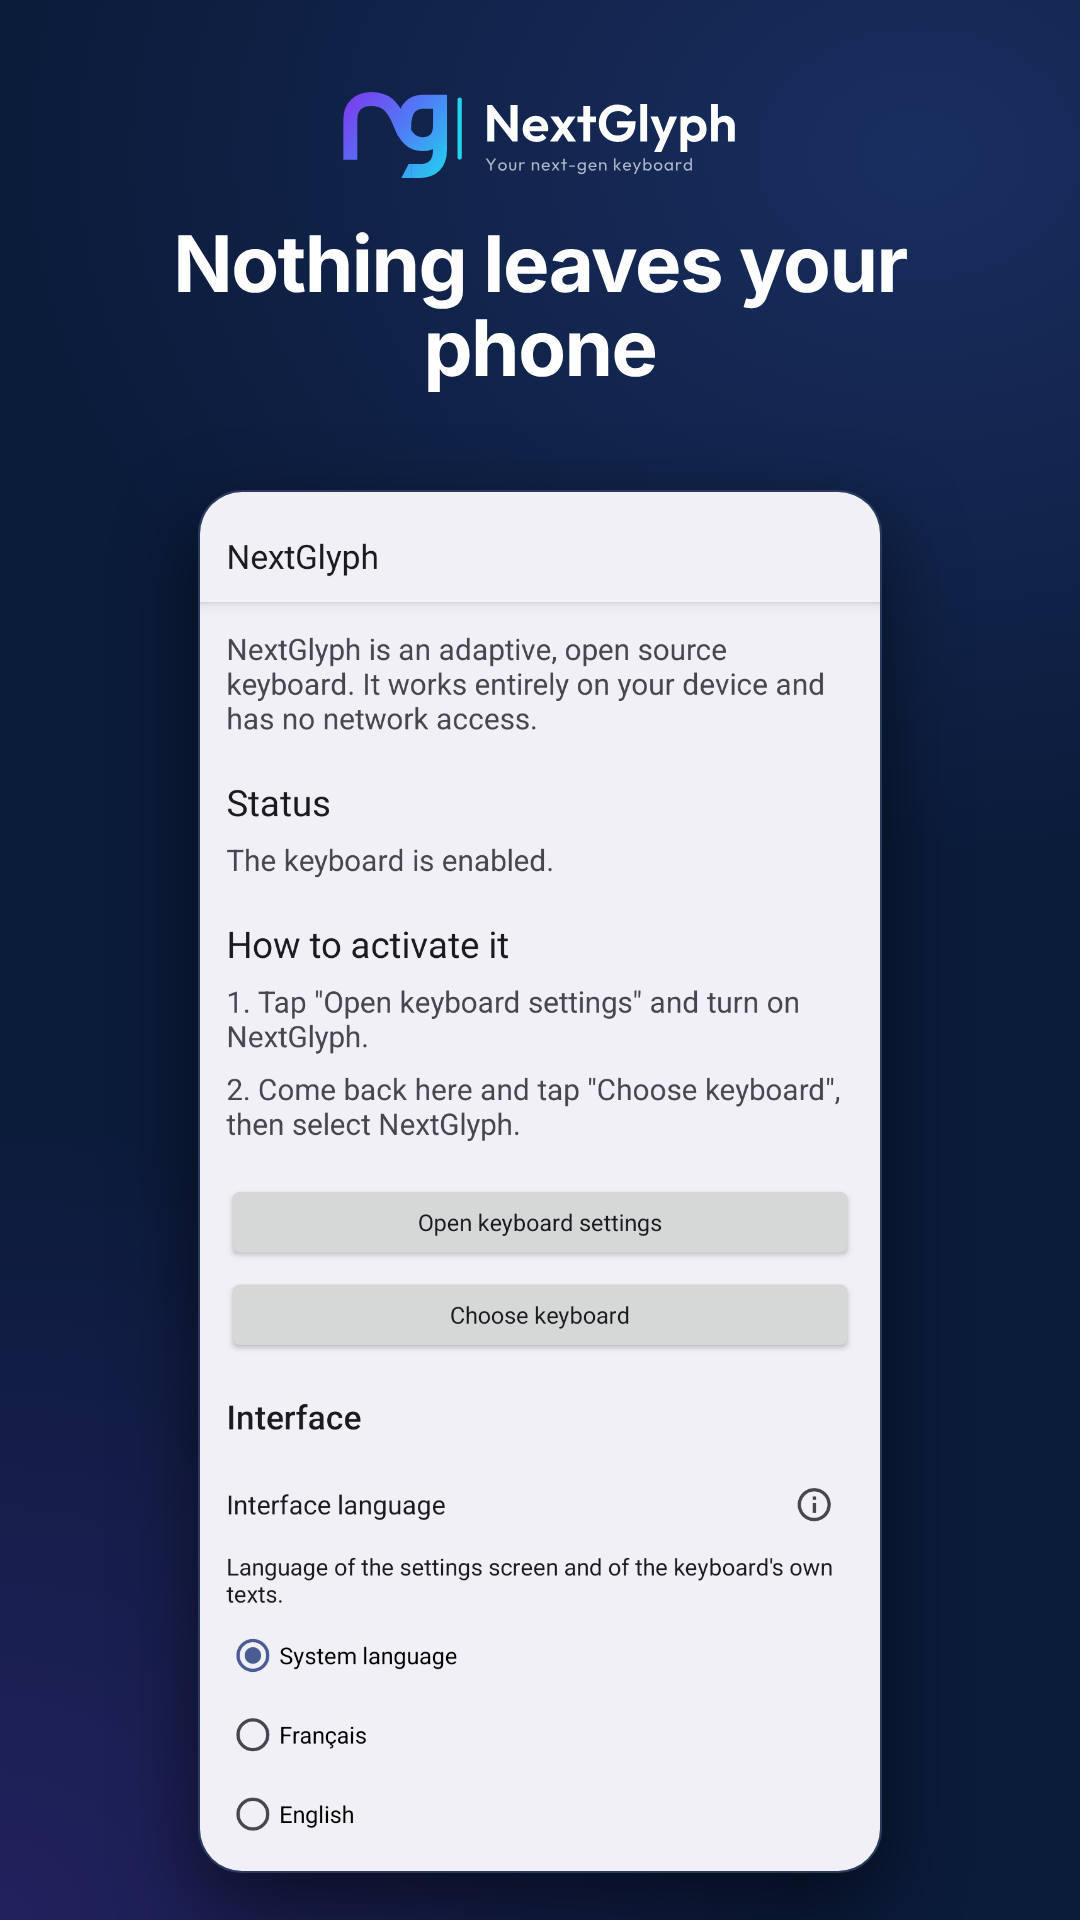 NextGlyph
Your next-gen keyboard
Nothing leaves your
phone
NextGlyph
NextGlyph is an adaptive, open source
keyboard. It works entirely on your device and
has no network access.
Status
The keyboard is enabled.
How to activate it
1. Tap "Open keyboard settings" and turn on
NextGlyph.
2. Come back here and tap "Choose keyboard",
then select NextGlyph.
Open keyboard settings
Choose keyboard
Interface
Interface language
Language of the settings screen and of the keyboard's own
texts.
System language
Français
English